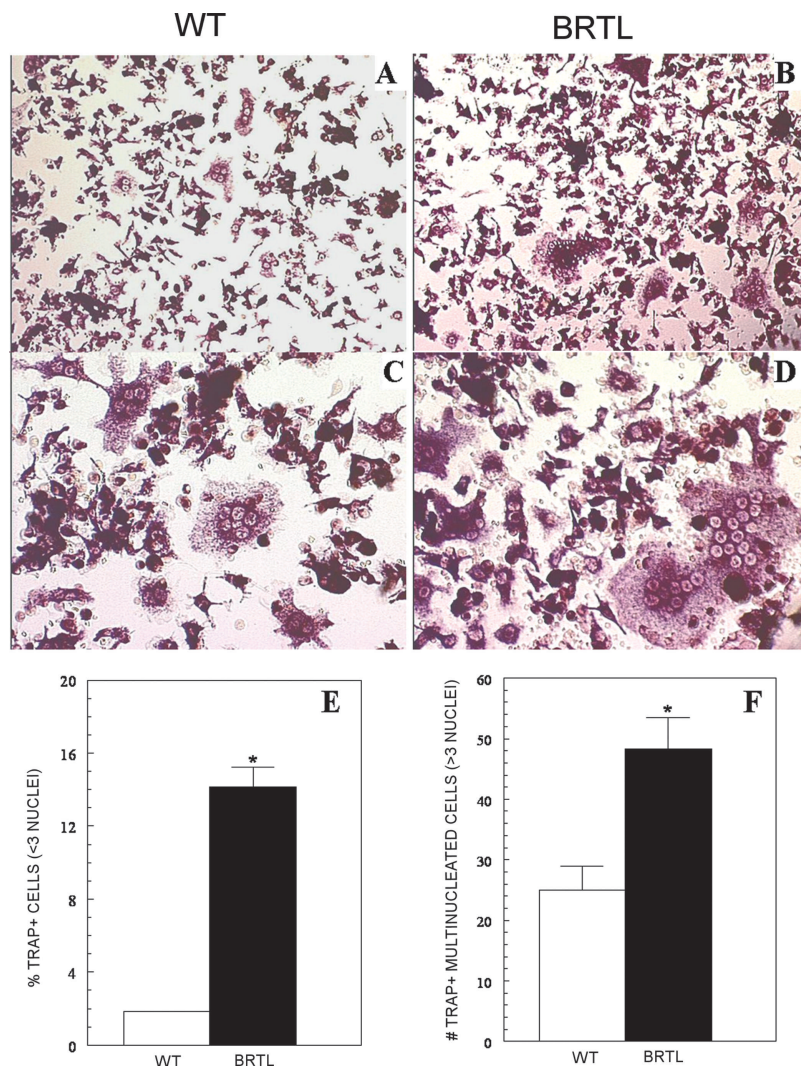 WT BRTL
A B
C D
E
20
16
12
8
4
0
% TRAP+ CELLS (<3 NUCLEI)
*
WT BRTL
F
60
50
40
30
20
10
0
# TRAP+ MULTINUCLEATED CELLS (>3 NUCLEI)
*
WT BRTL